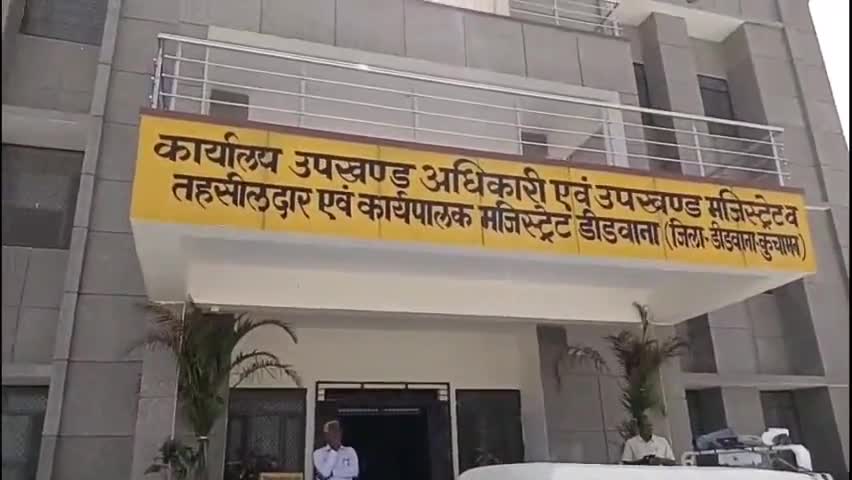 कार्यालय उपखण्ड अधिकारी एवं उपखण्ड मजिस्ट्रेट व
तहसीलदार एवं कार्यपालक मजिस्ट्रेट डीडवाना (जिला-डीडवाना-कुचामन)